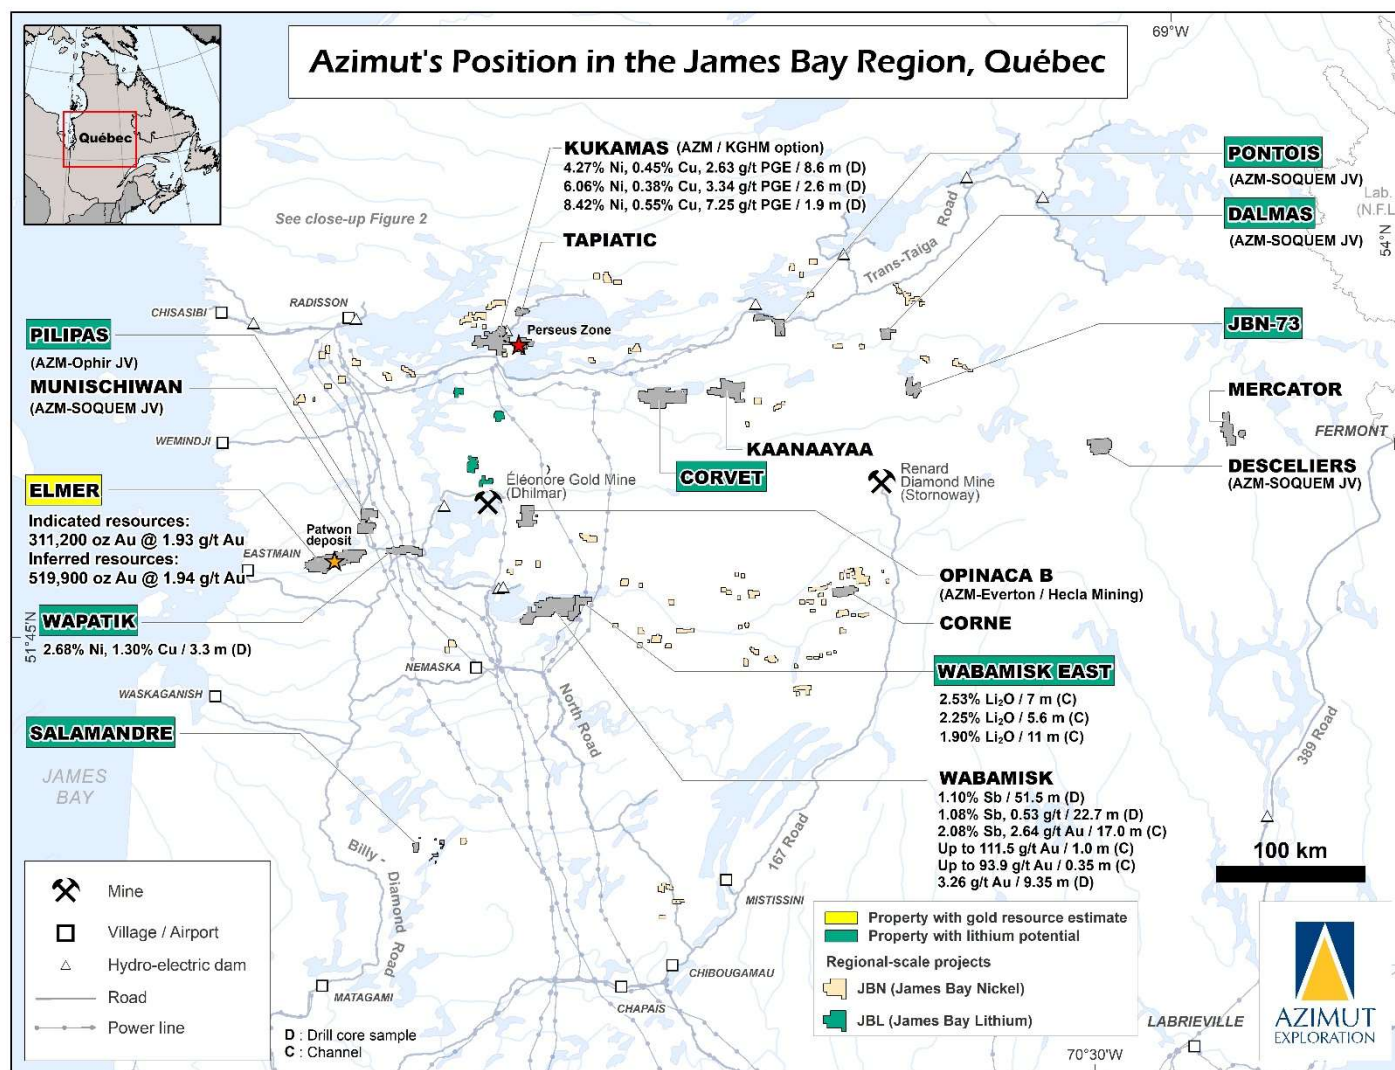 Azimut's Position in the James Bay Region, Québec
69°W
Québec
See close-up Figure 2
KUKAMAS (AZM / KGHM option)
4.27% Ni, 0.45% Cu, 2.63 g/t PGE / 8.6 m (D)
6.06% Ni, 0.38% Cu, 3.34 g/t PGE / 2.6 m (D)
8.42% Ni, 0.55% Cu, 7.25 g/t PGE / 1.9 m (D)
TAPIATIC
PONTOIS
(AZM-SOQUEM JV)
DALMAS
(AZM-SOQUEM JV)
Lab.
(N.F.L
54°N
Trans-Taiga Road
CHISASIBI
RADISSON
Perseus Zone
PILIPAS
(AZM-Ophir JV)
MUNISCHIWAN
(AZM-SOQUEM JV)
JBN-73
MERCATOR
FERMONT
WEMINDJI
KAANAAYAA
CORVET
DESCELIERS
(AZM-SOQUEM JV)
Éléonore Gold Mine
(Dhilmar)
Renard
Diamond Mine
(Stornoway)
ELMER
Indicated resources:
311,200 oz Au @ 1.93 g/t Au
Inferred resources:
519,900 oz Au @ 1.94 g/t Au
Patwon
deposit
EASTMAIN
OPINACA B
(AZM-Everton / Hecla Mining)
CORNE
WAPATIK
2.68% Ni, 1.30% Cu / 3.3 m (D)
51°45'N
NEMASKA
WASKAGANISH
WABAMISK EAST
2.53% Li₂O / 7 m (C)
2.25% Li₂O / 5.6 m (C)
1.90% Li₂O / 11 m (C)
North Road
SALAMANDRE
389 Road
JAMES
BAY
WABAMISK
1.10% Sb / 51.5 m (D)
1.08% Sb, 0.53 g/t / 22.7 m (D)
2.08% Sb, 2.64 g/t Au / 17.0 m (C)
Up to 111.5 g/t Au / 1.0 m (C)
Up to 93.9 g/t Au / 0.35 m (C)
3.26 g/t Au / 9.35 m (D)
167 Road
Billy - Diamond Road
100 km
MISTISSINI
Mine
Village / Airport
Hydro-electric dam
Road
Power line
MATAGAMI
D : Drill core sample
C : Channel
CHIBOUGAMAU
CHAPAIS
Property with gold resource estimate
Property with lithium potential
Regional-scale projects
JBN (James Bay Nickel)
JBL (James Bay Lithium)
LABRIEVILLE
70°30'W
AZIMUT
EXPLORATION